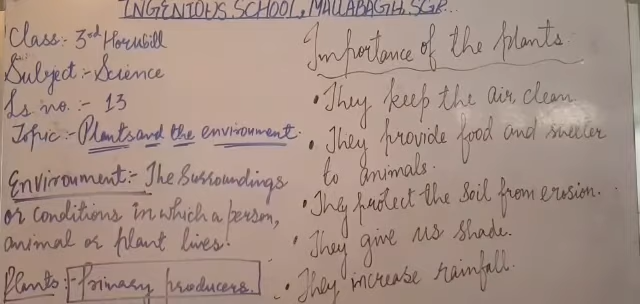 INGENIOUS SCHOOL, MALLABAGH, SGR...
Class:- 3rd Hornbill
Subject:- Science
Ls no. :- 13
Topic:- Plants and the environment.
Environment:- The surroundings
or conditions in which a person,
animal or plant lives.
Plants:- Primary producers.
Importance of the plants.
• They keep the air clean
• They provide food and shelter
to animals.
• They protect the soil from erosion.
• They give us shade.
• They increase rainfall.